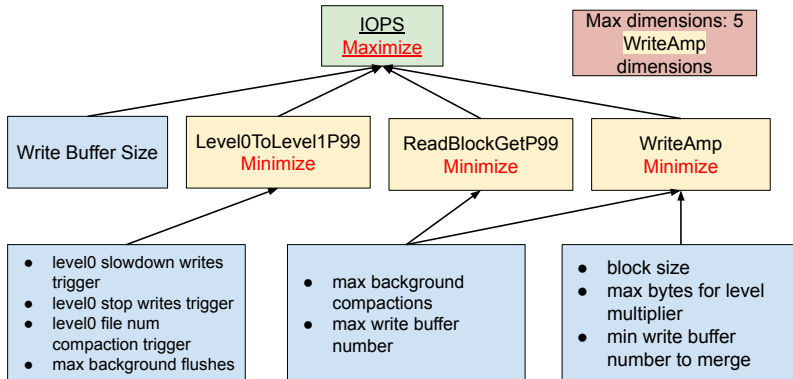 IOPS
Maximize
Max dimensions: 5
WriteAmp
dimensions
Write Buffer Size
Level0ToLevel1P99
Minimize
ReadBlockGetP99
Minimize
WriteAmp
Minimize
● level0 slowdown writes
trigger
● level0 stop writes trigger
● level0 file num
compaction trigger
● max background flushes
● max background
compactions
● max write buffer
number
● block size
● max bytes for level
multiplier
● min write buffer
number to merge